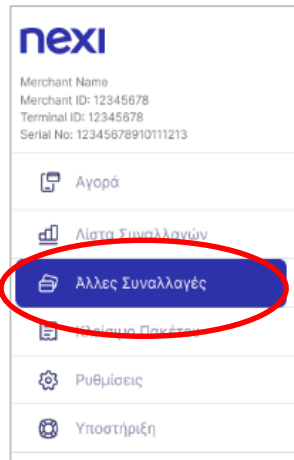 nexi
Merchant Name
Merchant ID: 12345678
Terminal ID: 12345678
Serial No: 12345678910111213
Αγορά
Λίστα Συναλλαγών
Άλλες Συναλλαγές
Κλείσιμο Πακέτου
Ρυθμίσεις
Υποστήριξη